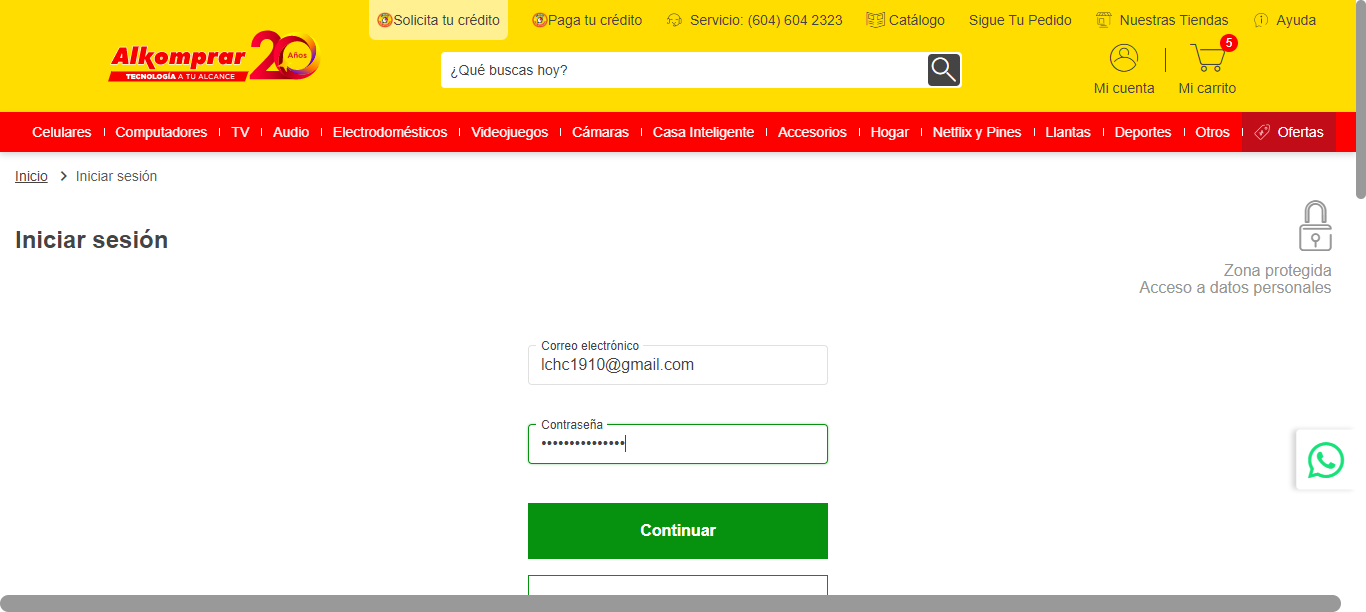 Solicita tu crédito Paga tu crédito Servicio: (604) 604 2323 Catálogo Sigue Tu Pedido Nuestras Tiendas Ayuda
Alkomprar 20 Años
TECNOLOGÍA A TU ALCANCE
¿Qué buscas hoy?
5
Mi cuenta Mi carrito
Celulares Computadores TV Audio Electrodomésticos Videojuegos Cámaras Casa Inteligente Accesorios Hogar Netflix y Pines Llantas Deportes Otros Ofertas
Inicio > Iniciar sesión
Iniciar sesión
Zona protegida
Acceso a datos personales
Correo electrónico
lchc1910@gmail.com
Contraseña
•••••••••••••••
Continuar